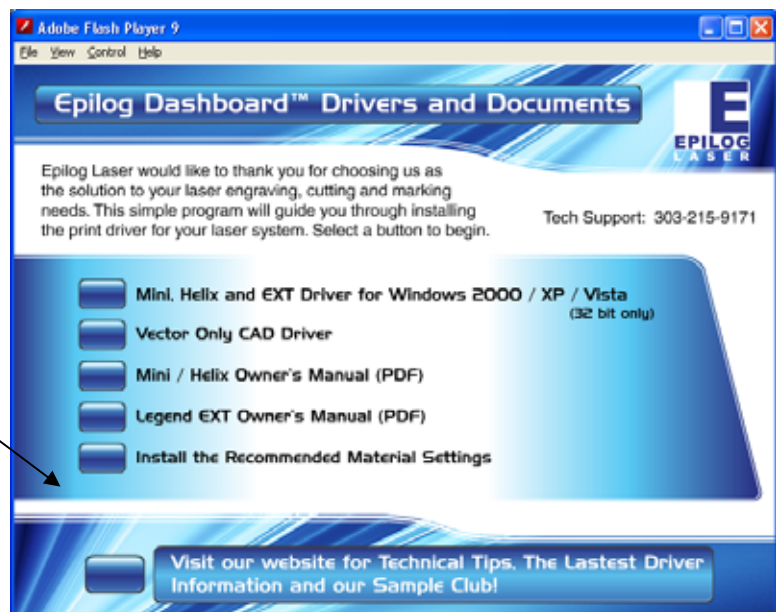 Adobe Flash Player 9
File View Control Help
Epilog Dashboard™ Drivers and Documents
E
EPILOG
LASER
Epilog Laser would like to thank you for choosing us as
the solution to your laser engraving, cutting and marking
needs. This simple program will guide you through installing
the print driver for your laser system. Select a button to begin.
Tech Support: 303-215-9171
Mini, Helix and EXT Driver for Windows 2000 / XP / Vista
(32 bit only)
Vector Only CAD Driver
Mini / Helix Owner's Manual (PDF)
Legend EXT Owner's Manual (PDF)
Install the Recommended Material Settings
Visit our website for Technical Tips, The Lastest Driver
Information and our Sample Club!